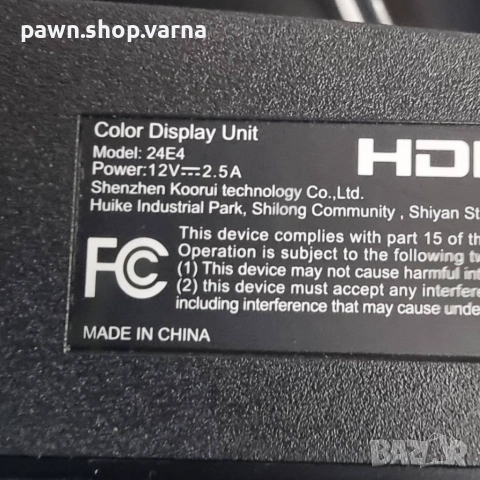 pawn.shop.varna
Color Display Unit
Model: 24E4
Power:12V⎓2.5A
HD
Shenzhen Koorui technology Co.,Ltd.
Huike Industrial Park, Shilong Community , Shiyan St
FC
This device complies with part 15 of th
Operation is subject to the following tw
(1) This device may not cause harmful int
(2) this device must accept any interfere
including interference that may cause unde
MADE IN CHINA
BAZAR